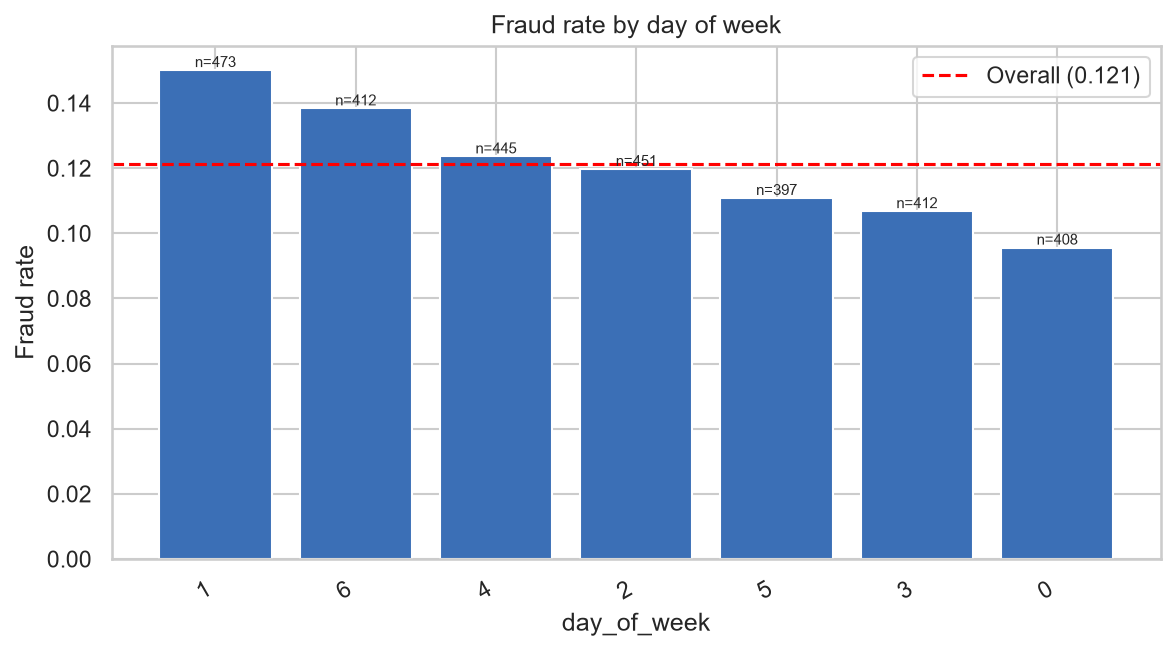 Fraud rate by day of week
Overall (0.121)
n=473
n=412
n=445
n=451
n=397
n=412
n=408
0.14
0.12
0.10
0.08
0.06
0.04
0.02
0.00
Fraud rate
1 6 4 2 5 3 0
day_of_week